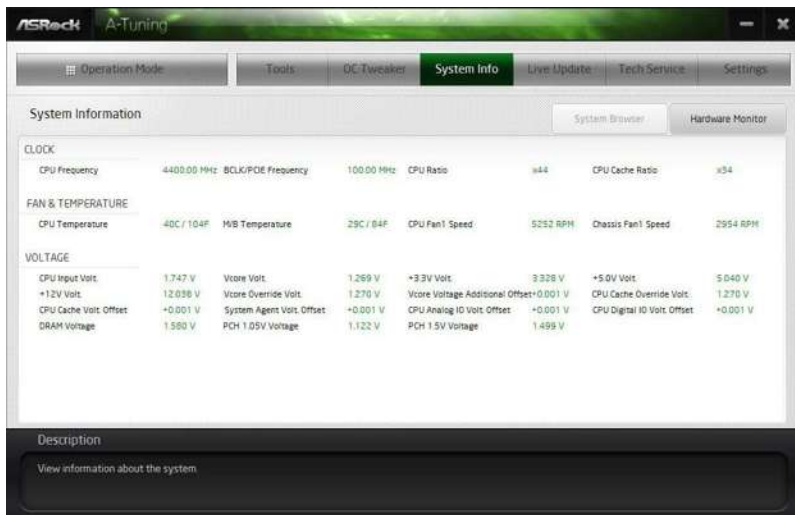 ASRock A-Tuning
Operation Mode Tools OC Tweaker System Info Live Update Tech Service Settings
System Information System Browser Hardware Monitor
CLOCK
CPU Frequency 4400.00 MHz BCLK/PCIE Frequency 100.00 MHz CPU Ratio x44 CPU Cache Ratio x34
FAN & TEMPERATURE
CPU Temperature 40C / 104F M/B Temperature 29C / 84F CPU Fan1 Speed 5252 RPM Chassis Fan1 Speed 2954 RPM
VOLTAGE
CPU Input Volt. 1.747 V Vcore Volt. 1.269 V +3.3V Volt. 3.328 V +5.0V Volt. 5.040 V
+12V Volt. 12.038 V Vcore Override Volt. 1.270 V Vcore Voltage Additional Offset +0.001 V CPU Cache Override Volt. 1.270 V
CPU Cache Volt. Offset +0.001 V System Agent Volt. Offset +0.001 V CPU Analog IO Volt. Offset +0.001 V CPU Digital IO Volt. Offset +0.001 V
DRAM Voltage 1.580 V PCH 1.05V Voltage 1.122 V PCH 1.5V Voltage 1.499 V
Description
View information about the system.